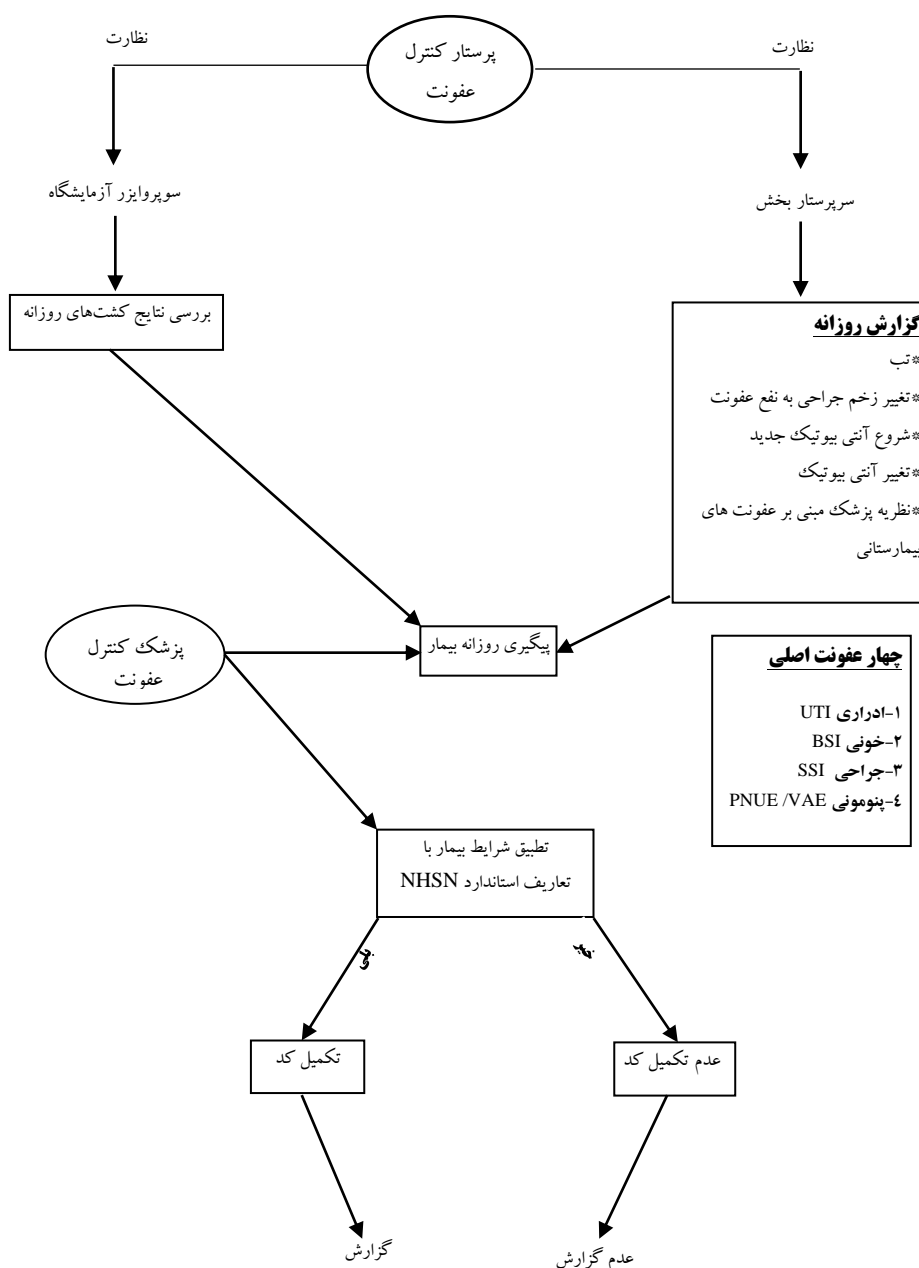 نظارت
پرستار کنترل
عفونت
نظارت
سرپرستار بخش
سوپروایزر آزمایشگاه
بررسی نتایج کشت‌های روزانه
گزارش روزانه
*تب
*تغییر زخم جراحی به نفع عفونت
*شروع آنتی بیوتیک جدید
*تغییر آنتی بیوتیک
*نظریه پزشک مبنی بر عفونت های
بیمارستانی
پیگیری روزانه بیمار
پزشک کنترل
عفونت
چهار عفونت اصلی
۱-ادراری UTI
۲-خونی BSI
۳-جراحی SSI
٤-پنومونی PNUE /VAE
تطبیق شرایط بیمار با
تعاریف استاندارد NHSN
خیر
بلی
عدم تکمیل کد
تکمیل کد
عدم گزارش
گزارش